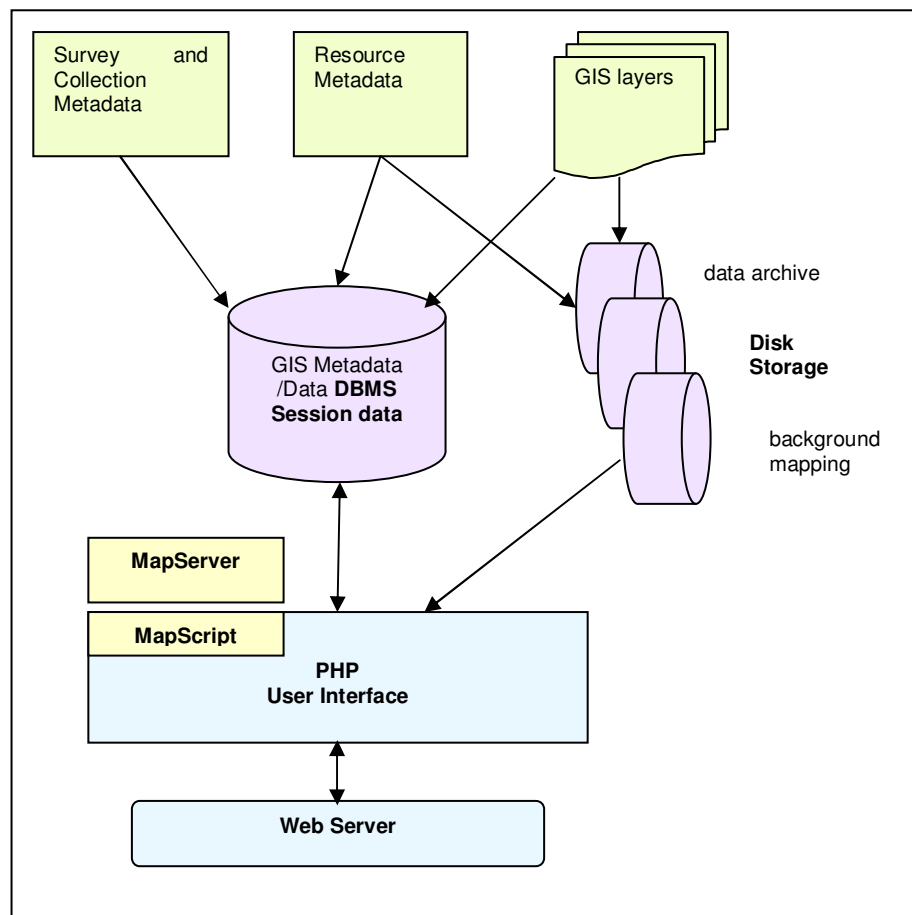 Survey and
Collection
Metadata
Resource
Metadata
GIS layers
data archive
Disk
Storage
background
mapping
GIS Metadata
/Data DBMS
Session data
MapServer
MapScript
PHP
User Interface
Web Server